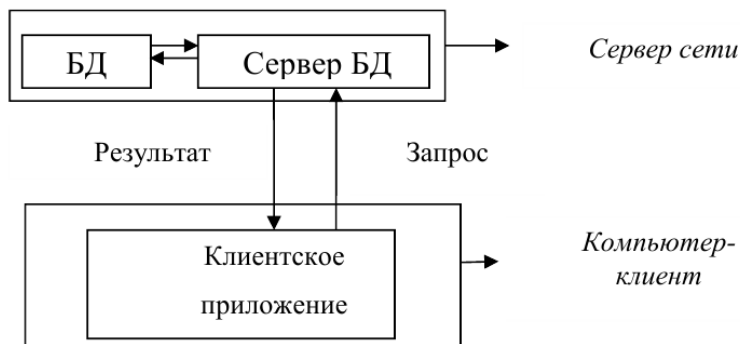 БД
Сервер БД
Сервер сети
Результат
Запрос
Клиентское
приложение
Компьютер-
клиент